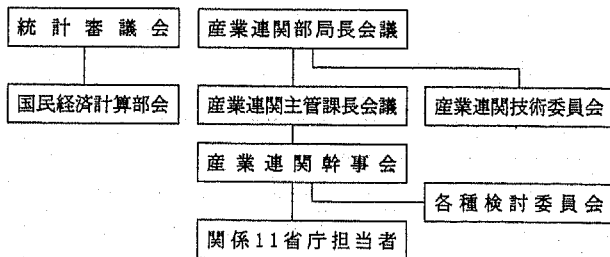 統計審議会
産業連関部局長会議
国民経済計算部会
産業連関主管課長会議
産業連関技術委員会
産業連関幹事会
各種検討委員会
関係11省庁担当者